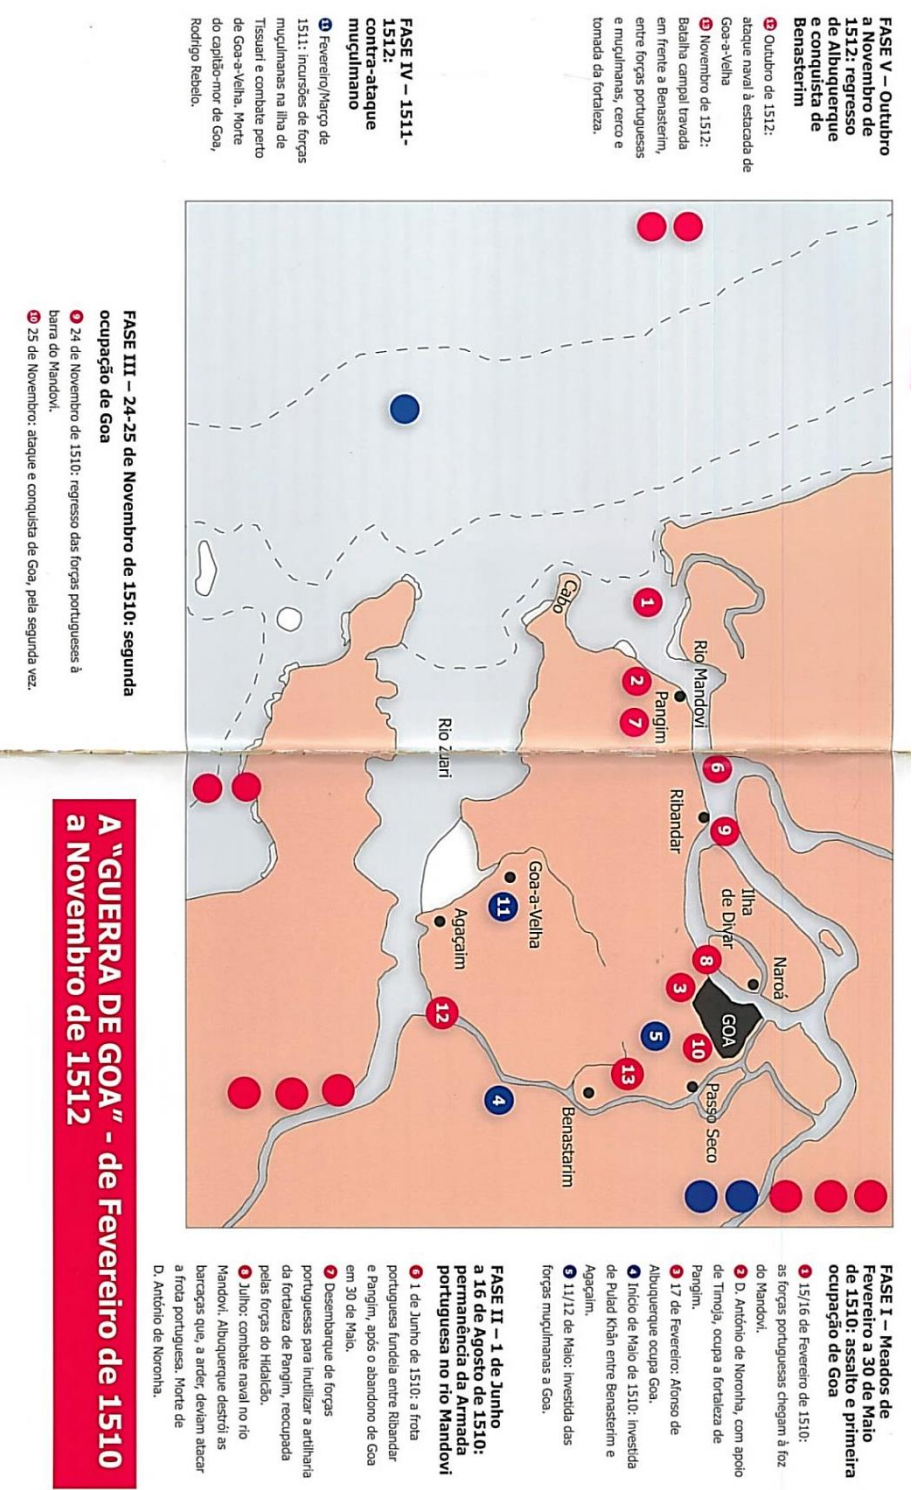 A “GUERRA DE GOA” - de Fevereiro de 1510
a Novembro de 1512
FASE I – Meados de
Fevereiro a 30 de Maio
de 1510: assalto e primeira
ocupação de Goa
1 15/16 de Fevereiro de 1510:
as forças portuguesas chegam à foz
do Mandovi.
2 D. António de Noronha, com apoio
de Timoja, ocupa a fortaleza de
Pangim.
3 17 de Fevereiro: Afonso de
Albuquerque ocupa Goa.
4 Início de Maio de 1510: investida
de Pulad Khân entre Benasterim e
Agaçaim.
5 11/12 de Maio: investida das
forças muçulmanas a Goa.
FASE II – 1 de Junho
a 16 de Agosto de 1510:
permanência da Armada
portuguesa no rio Mandovi
6 1 de Junho de 1510: a frota
portuguesa fundeia entre Ribandar
e Pangim, após o abandono de Goa
em 30 de Maio.
7 Desembarque de forças
portuguesas para inutilizar a artilharia
da fortaleza de Pangim, reocupada
pelas forças do Hidalcão.
8 Julho: combate naval no rio
Mandovi. Albuquerque destrói as
barcaças que, a arder, deviam atacar
a frota portuguesa. Morte de
D. António de Noronha.
FASE III – 24-25 de Novembro de 1510: segunda
ocupação de Goa
9 24 de Novembro de 1510: regresso das forças portugueses à
barra do Mandovi.
10 25 de Novembro: ataque e conquista de Goa, pela segunda vez.
FASE IV – 1511-
1512:
contra-ataque
muçulmano
11 Fevereiro/Março de
1511: incursões de forças
muçulmanas na ilha de
Tissuari e combate perto
de Goa-a-Velha. Morte
do capitão-mor de Goa,
Rodrigo Rebelo.
FASE V – Outubro
a Novembro de
1512: regresso
de Albuquerque
e conquista de
Benasterim
12 Outubro de 1512:
ataque naval à estacada de
Goa-a-Velha
13 Novembro de 1512:
Batalha campal travada
em frente a Benasterim,
entre forças portuguesas
e muçulmanas, cerco e
tomada da fortaleza.
Rio Mandovi
Pangim
Ribandar
Ilha
de Divar
Naroá
GOA
Passo Seco
Cabo
Benastarim
Goa-a-Velha
Agaçaim
Rio Zuari
1
2
7
6
9
8
3
10
5
13
11
12
4